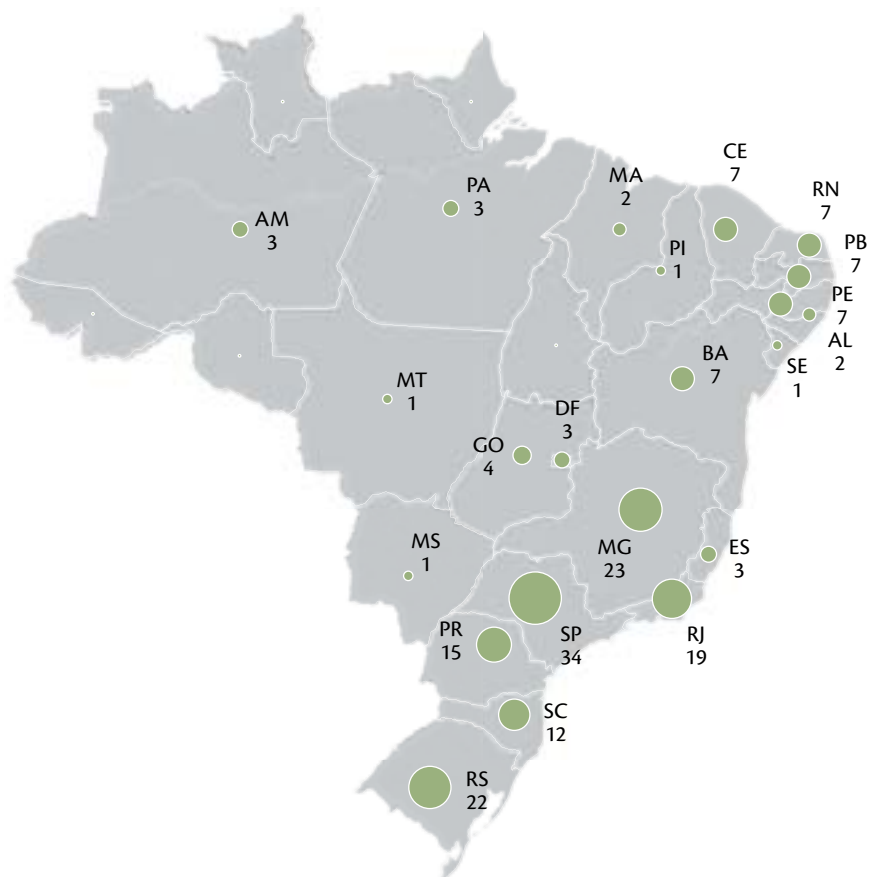 CE
7
RN
7
MA
2
PA
3
PB
7
AM
3
PI
1
PE
7
AL
2
BA
7
SE
1
MT
1
DF
3
GO
4
MG
23
ES
3
MS
1
PR
15
SP
34
RJ
19
SC
12
RS
22